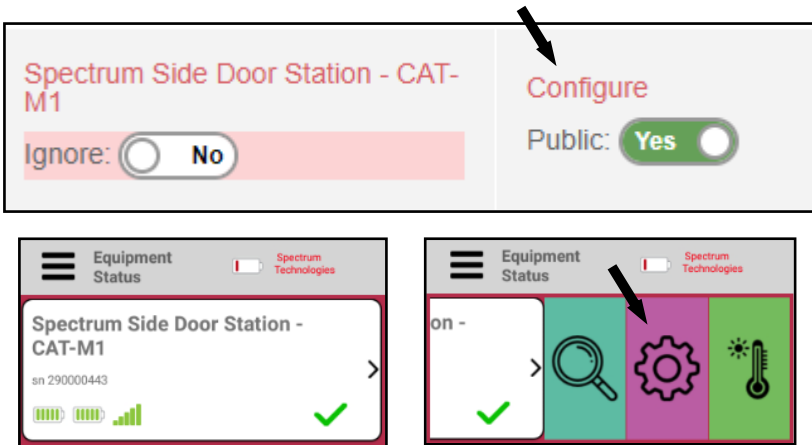 Spectrum Side Door Station - CAT-
M1
Ignore: No
Configure
Public: Yes
Equipment
Status
Spectrum
Technologies
Spectrum Side Door Station -
CAT-M1
sn 290000443
Equipment
Status
Spectrum
Technologies
on -